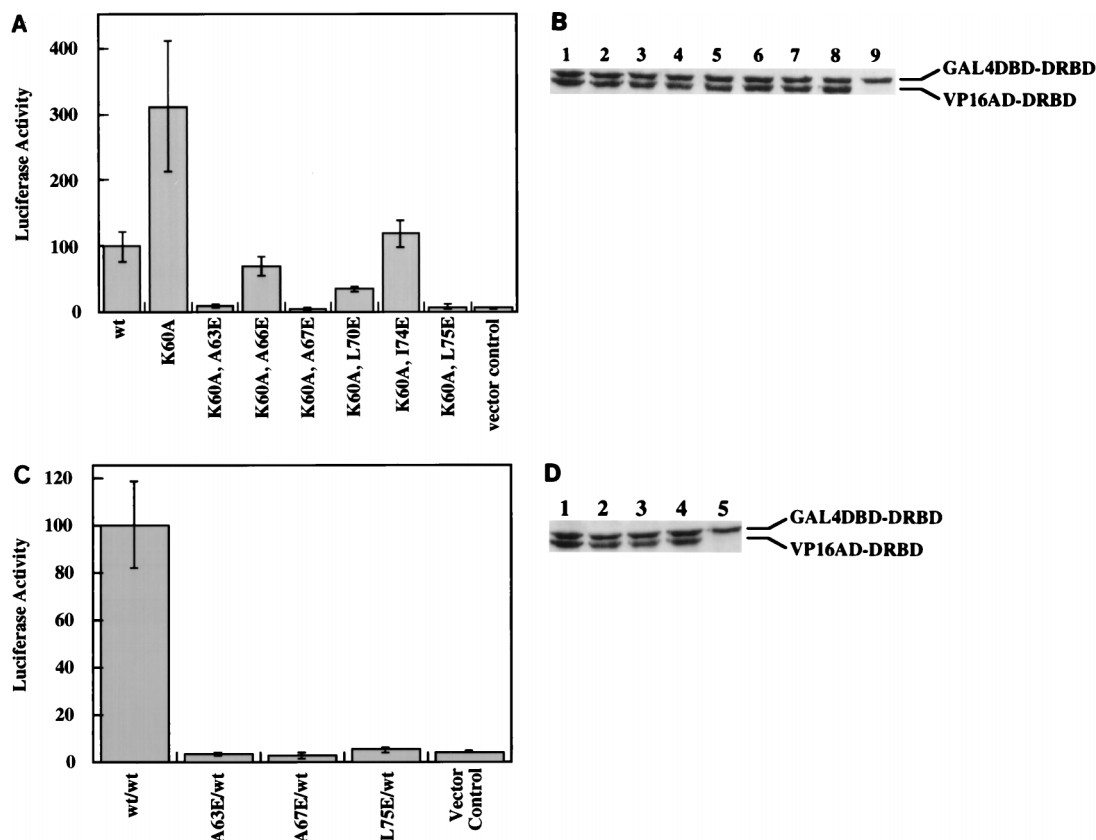 A
Luciferase Activity
400
300
200
100
0
wt
K60A
K60A, A63E
K60A, A66E
K60A, A67E
K60A, L70E
K60A, I74E
K60A, L75E
vector control
B
1 2 3 4 5 6 7 8 9
GAL4DBD-DRBD
VP16AD-DRBD
C
Luciferase Activity
120
100
80
60
40
20
0
wt/wt
A63E/wt
A67E/wt
L75E/wt
Vector
Control
D
1 2 3 4 5
GAL4DBD-DRBD
VP16AD-DRBD